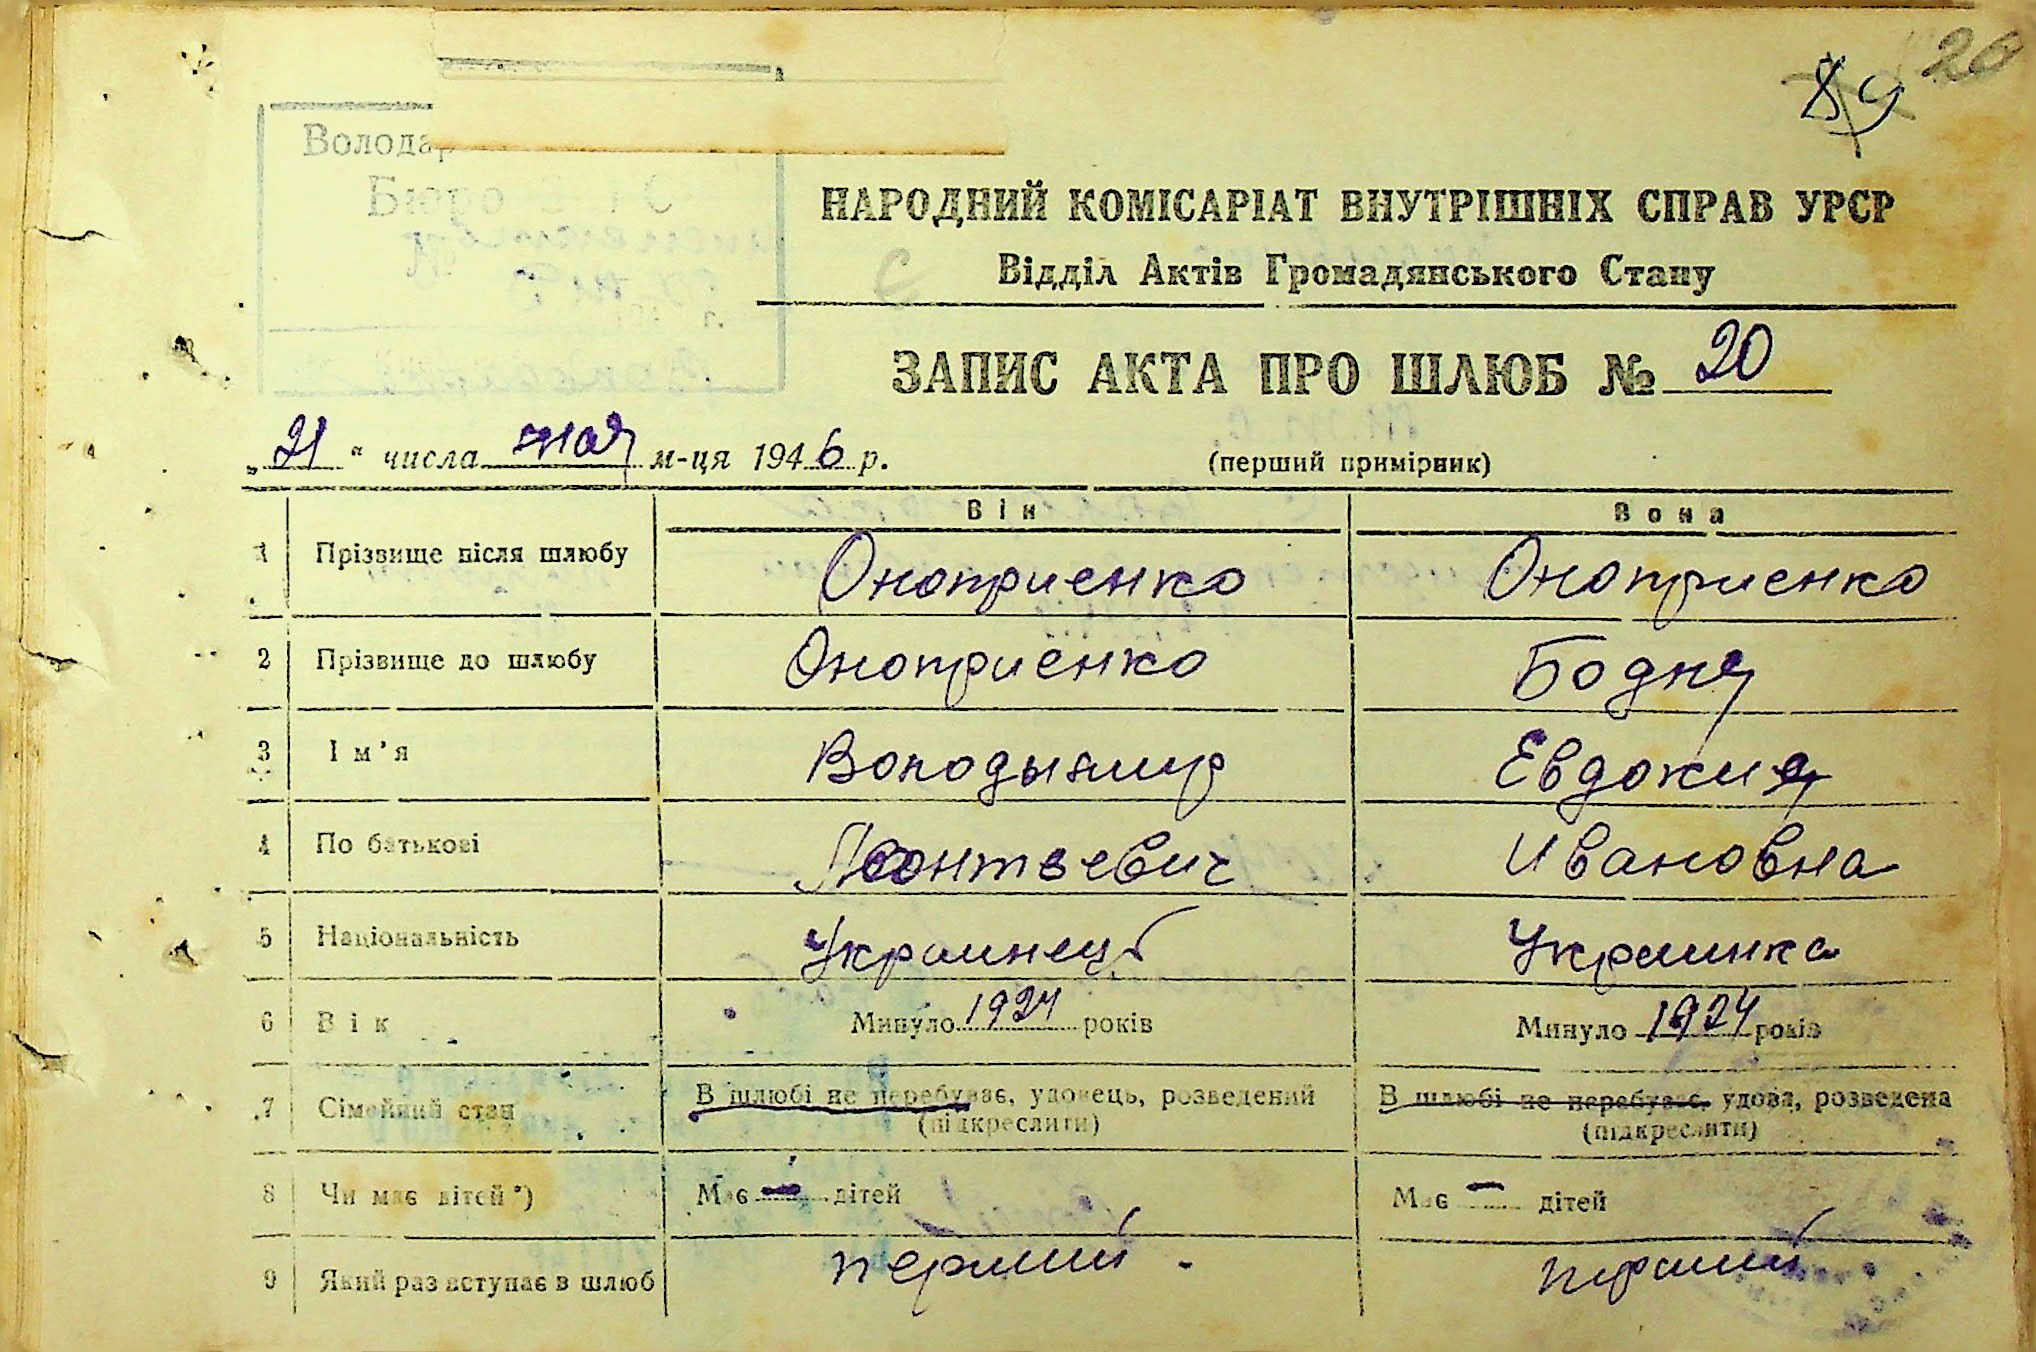 20
89
Волода
Бюро
НАРОДНИЙ КОМІСАРІАТ ВНУТРІШНІХ СПРАВ УРСР
Відділ Актів Громадянського Стану
ЗАПИС АКТА ПРО ШЛЮБ № 20
„21“ числа мая м-ця 1946 р. (перший примірник)
Він Вона
1 Прізвище після шлюбу Оноприенко Оноприенко
2 Прізвище до шлюбу Оноприенко Бодня
3 Ім’я Володымир Евдокия
4 По батькові Леонтьевич Ивановна
5 Національність Украинець Украинка
6 Вік Минуло 1924 років Минуло 1924 років
7 Сімейний стан В шлюбі не перебуває, удовець, розведений В шлюбі не перебуває, удова, розведена
(підкреслити) (підкреслити)
8 Чи має дітей*) Має – дітей Має – дітей
9 Який раз вступає в шлюб перший первий